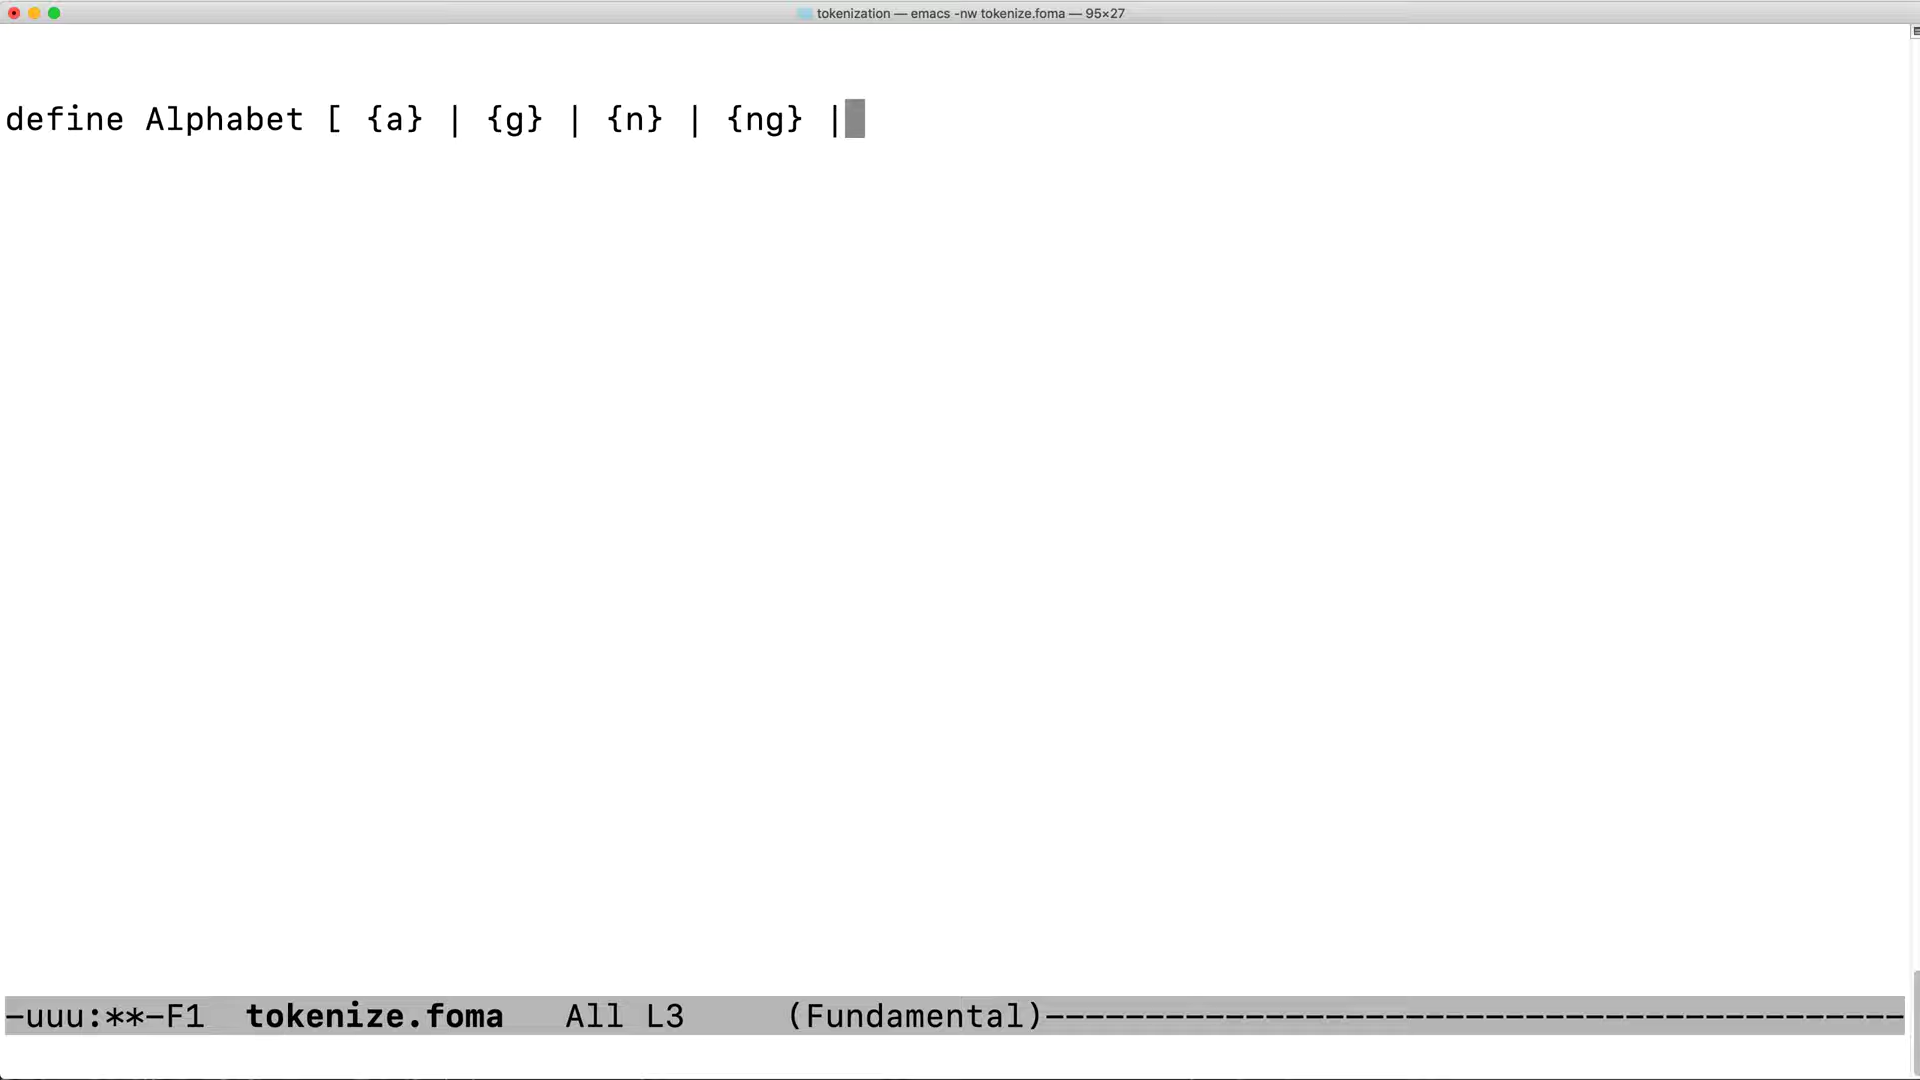 tokenization — emacs -nw tokenize.foma — 95×27
define Alphabet [ {a} | {g} | {n} | {ng} |
-uuu:**-F1  tokenize.foma   All L3     (Fundamental)-------------------------------------------